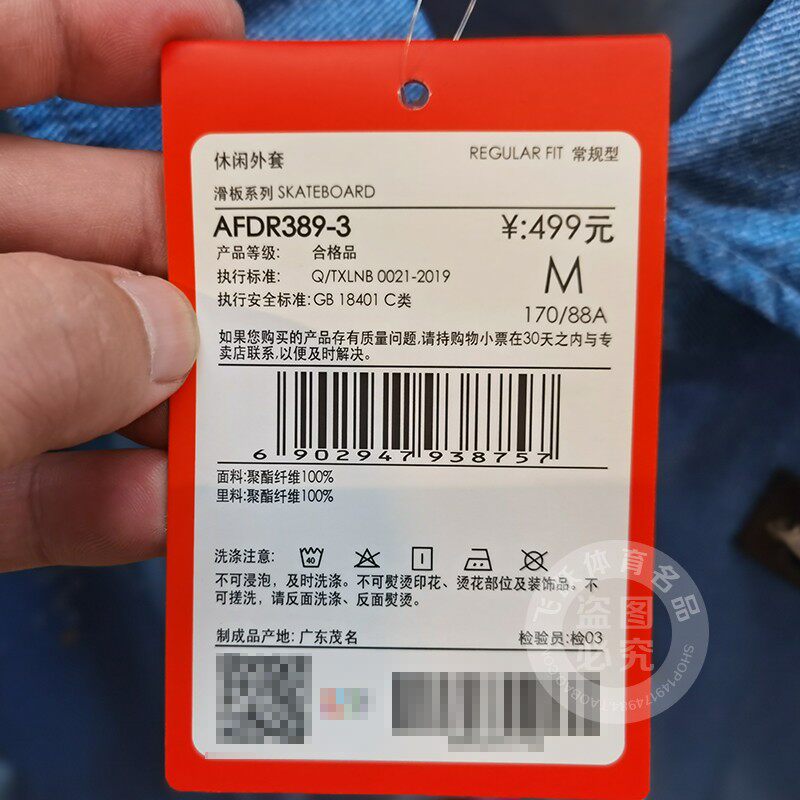 休闲外套
REGULAR FIT 常规型
滑板系列 SKATEBOARD
AFDR389-3
¥:499元
产品等级: 合格品
执行标准: Q/TXLNB 0021-2019
M
执行安全标准:GB 18401 C类
170/88A
如果您购买的产品存有质量问题,请持购物小票在30天之内与专
卖店联系,以便及时解决。
6 902947 938757
面料:聚酯纤维100%
里料:聚酯纤维100%
洗涤注意:
40
不可浸泡,及时洗涤。不可熨烫印花、烫花部位及装饰品。不
可搓洗,请反面洗涤、反面熨烫。
制成品产地: 广东茂名
检验员:检03
体育名品
盗图
必究
SHOP1491749847.TAOBAO.COM